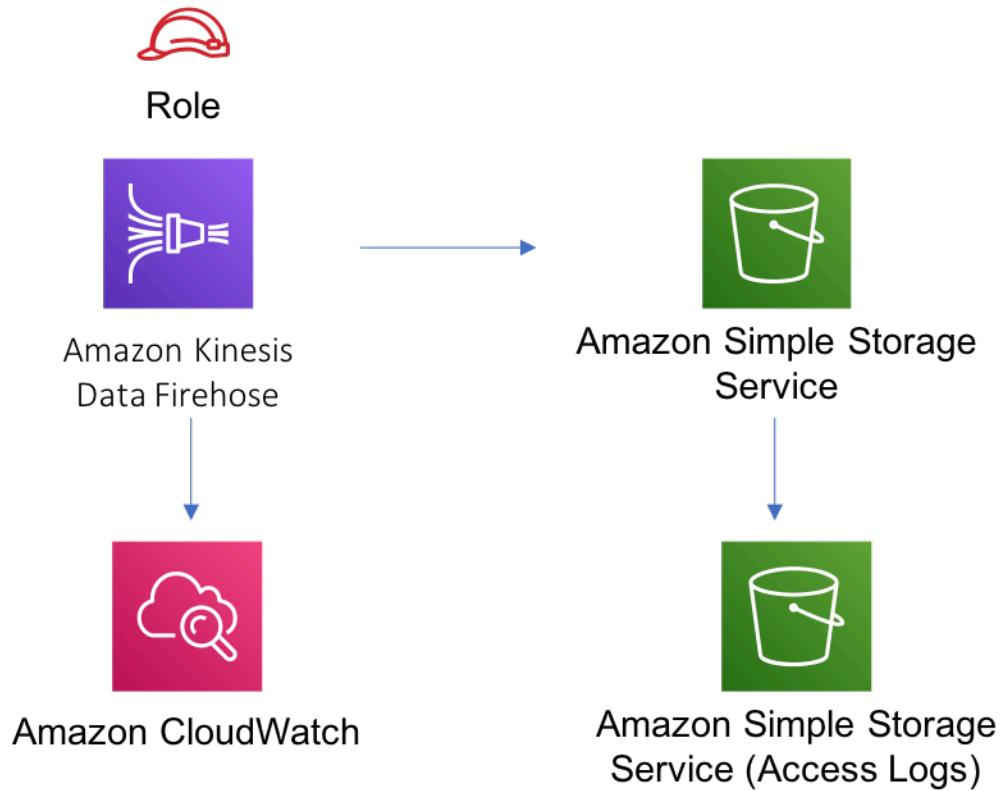 Role
Amazon Kinesis
Data Firehose
Amazon Simple Storage
Service
Amazon CloudWatch
Amazon Simple Storage
Service (Access Logs)